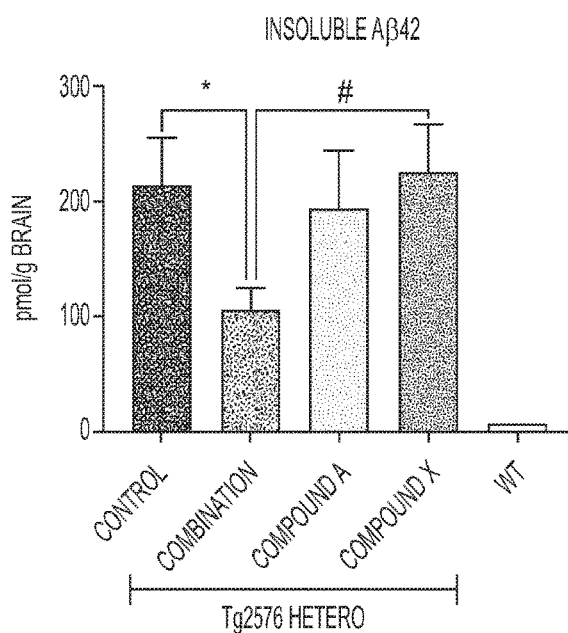 INSOLUBLE Aβ42
* #
300
200
100
0
pmol/g BRAIN
CONTROL
COMBINATION
COMPOUND A
COMPOUND X
WT
Tg2576 HETERO